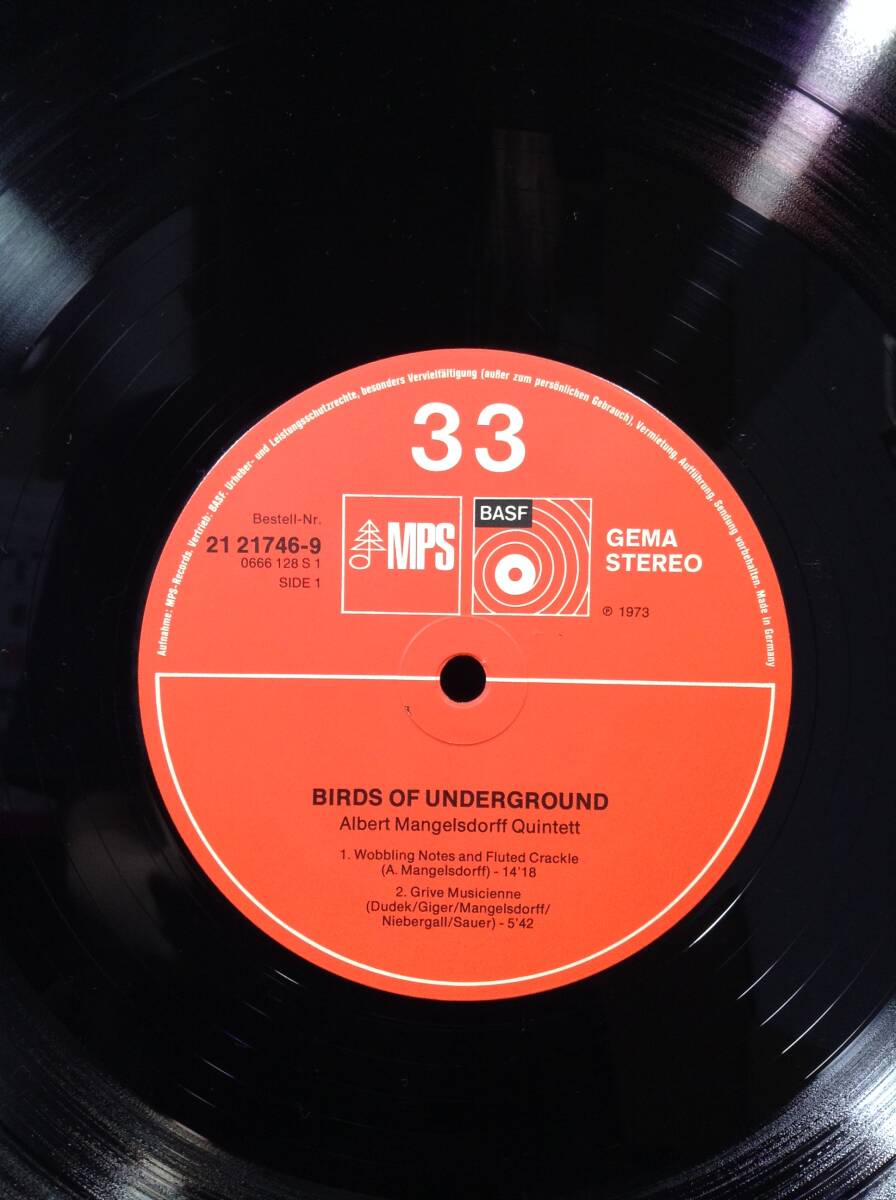 Aufnahme: MPS-Records. Vertrieb: BASF. Urheber- und Leistungsschutzrechte, besonders Vervielfältigung (außer zum persönlichen Gebrauch), Vermietung, Aufführung, Sendung vorbehalten. Made in Germany
33
Bestell-Nr.
21 21746-9
0666 128 S 1
SIDE 1
MPS
BASF
GEMA
STEREO
℗ 1973
BIRDS OF UNDERGROUND
Albert Mangelsdorff Quintett
1. Wobbling Notes and Fluted Crackle
(A. Mangelsdorff) - 14'18
2. Grive Musicienne
(Dudek/Giger/Mangelsdorff/
Niebergall/Sauer) - 5'42